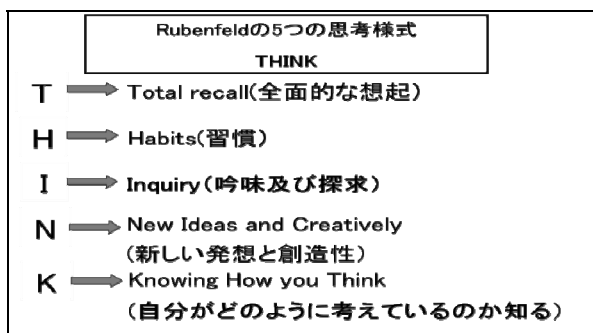 Rubenfeldの5つの思考様式
THINK
T Total recall(全面的な想起)
H Habits(習慣)
I Inquiry(吟味及び探求)
N New Ideas and Creatively
(新しい発想と創造性)
K Knowing How you Think
(自分がどのように考えているのか知る)